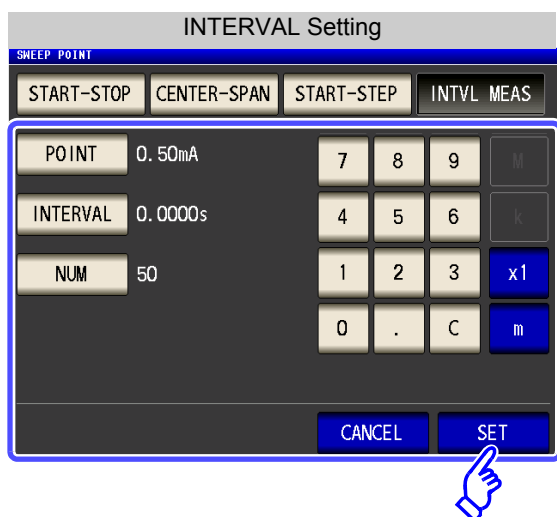 INTERVAL Setting
SWEEP POINT
START-STOP CENTER-SPAN START-STEP INTVL MEAS
POINT 0.50mA 7 8 9 M
INTERVAL 0.0000s 4 5 6 k
NUM 50 1 2 3 x1
0 . C m
CANCEL SET